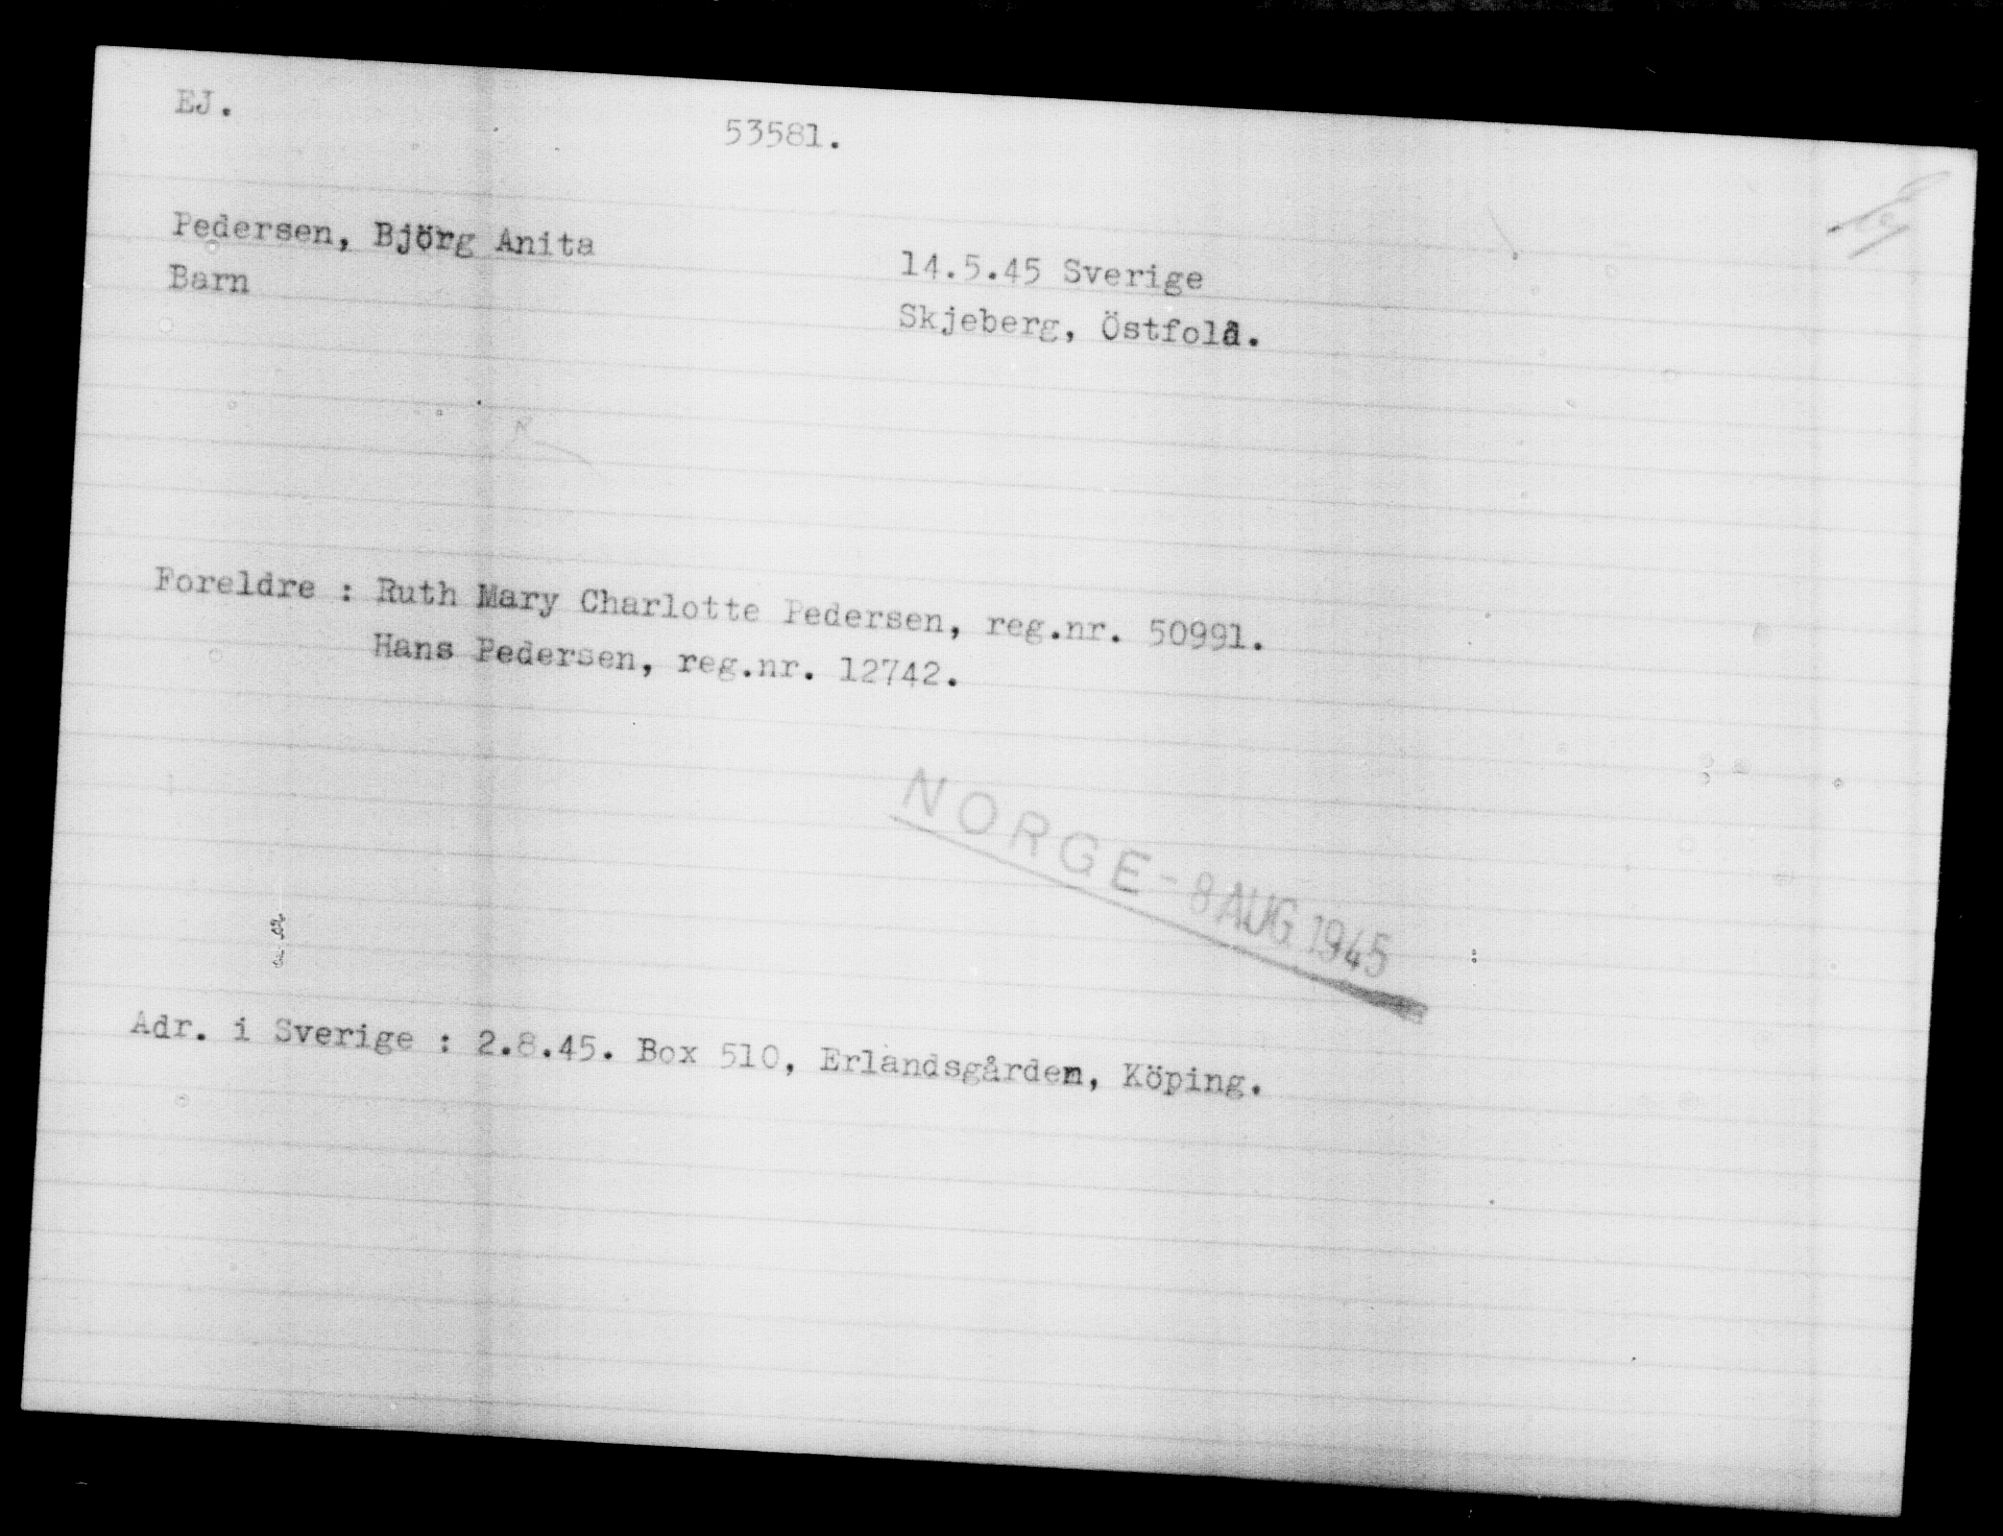 EJ.
53581.
Pedersen, Björg Anita
14.5.45 Sverige
Barn
Skjeberg, Östfold.
Foreldre : Ruth Mary Charlotte Pedersen, reg.nr. 50991.
Hans Pedersen, reg.nr. 12742.
NORGE - 8 AUG 1945
Adr. i Sverige : 2.8.45. Box 510, Erlandsgården, Köping.